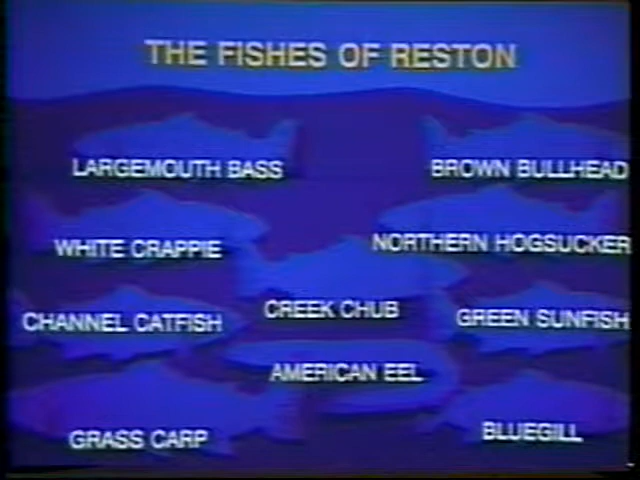 THE FISHES OF RESTON
LARGEMOUTH BASS
BROWN BULLHEAD
WHITE CRAPPIE
NORTHERN HOGSUCKER
CREEK CHUB
CHANNEL CATFISH
GREEN SUNFISH
AMERICAN EEL
GRASS CARP
BLUEGILL